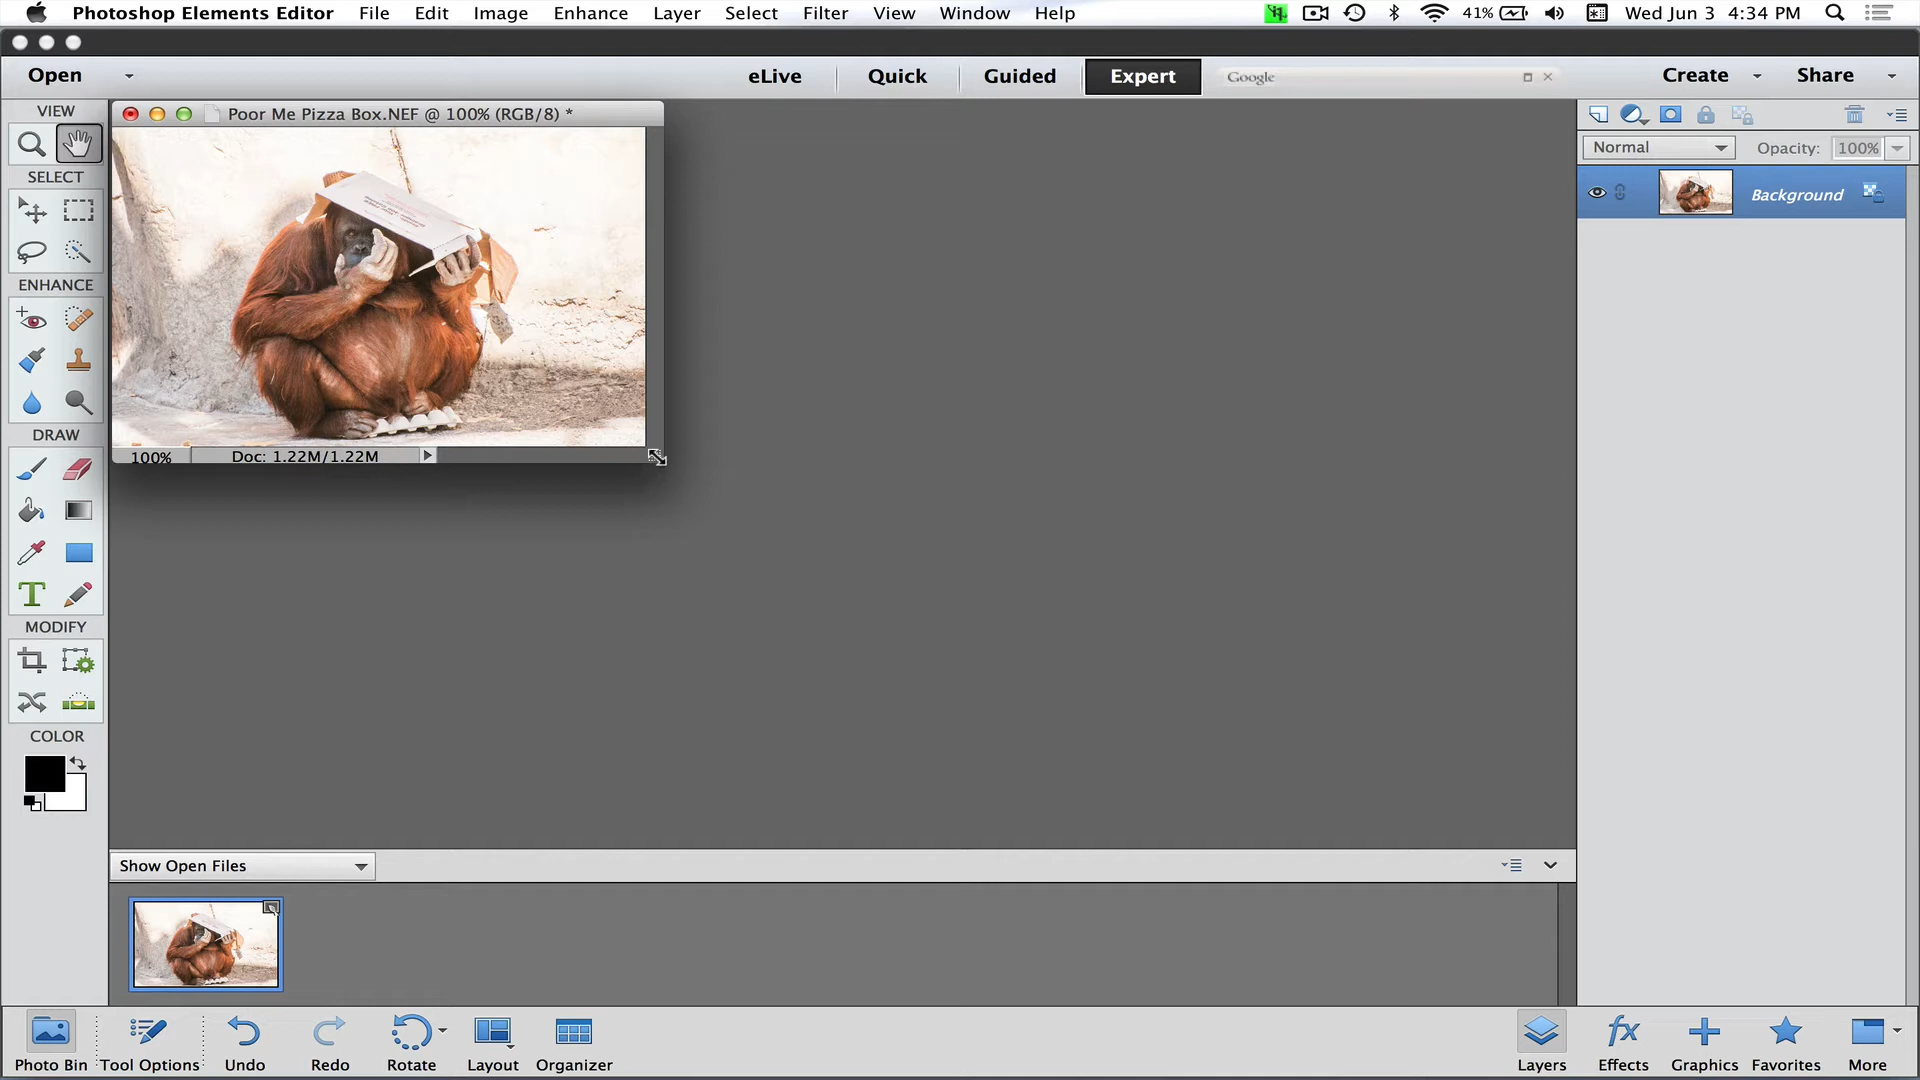 Photoshop Elements Editor File Edit Image Enhance Layer Select Filter View Window Help 41% Wed Jun 3 4:34 PM
Open eLive Quick Guided Expert Google Create Share
VIEW
Poor Me Pizza Box.NEF @ 100% (RGB/8) *
Normal Opacity: 100%
SELECT
Background
ENHANCE
DRAW
100% Doc: 1.22M/1.22M
T
MODIFY
COLOR
Show Open Files
fx
Photo Bin Tool Options Undo Redo Rotate Layout Organizer Layers Effects Graphics Favorites More